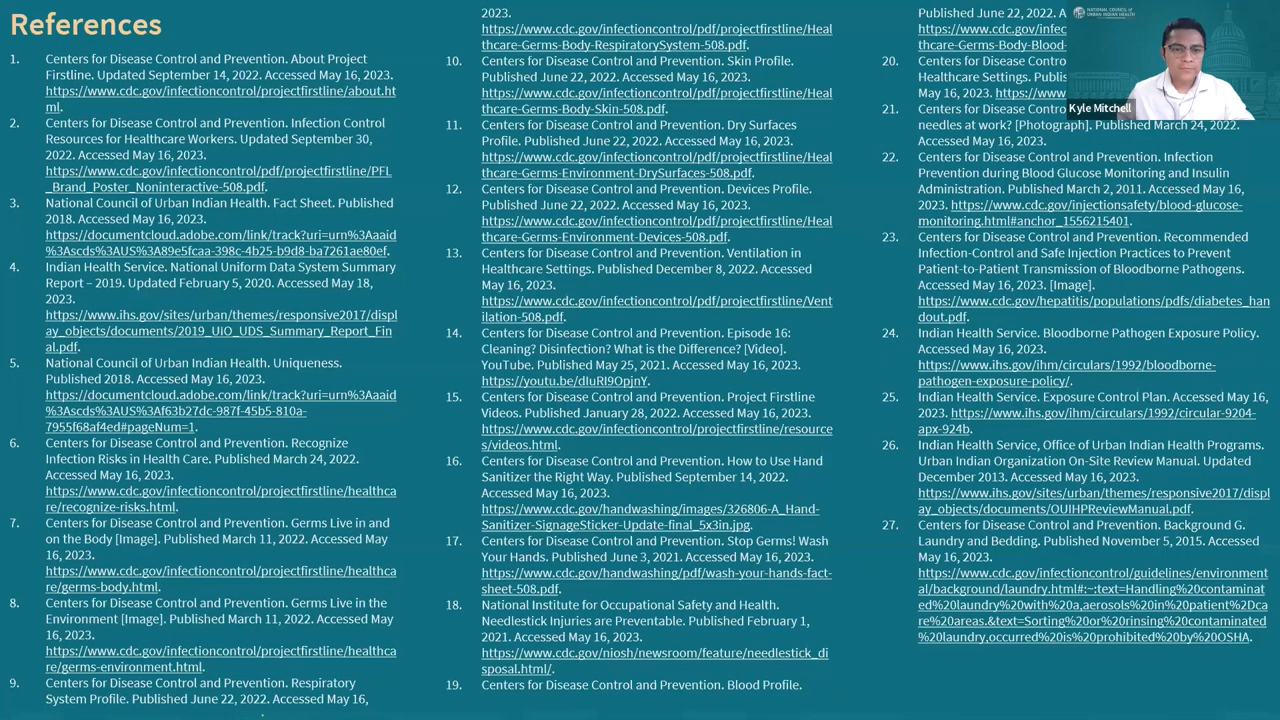 References
1. Centers for Disease Control and Prevention. About Project
Firstline. Updated September 14, 2022. Accessed May 16, 2023.
https://www.cdc.gov/infectioncontrol/projectfirstline/about.ht
ml.
2. Centers for Disease Control and Prevention. Infection Control
Resources for Healthcare Workers. Updated September 30,
2022. Accessed May 16, 2023.
https://www.cdc.gov/infectioncontrol/pdf/projectfirstline/PFL
_Brand_Poster_Noninteractive-508.pdf.
3. National Council of Urban Indian Health. Fact Sheet. Published
2018. Accessed May 16, 2023.
https://documentcloud.adobe.com/link/track?uri=urn%3Aaaid
%3Ascds%3AUS%3A89e5fcaa-398c-4b25-b9d8-ba7261ae80ef.
4. Indian Health Service. National Uniform Data System Summary
Report – 2019. Updated February 5, 2020. Accessed May 18,
2023.
https://www.ihs.gov/sites/urban/themes/responsive2017/displ
ay_objects/documents/2019_UIO_UDS_Summary_Report_Fin
al.pdf.
5. National Council of Urban Indian Health. Uniqueness.
Published 2018. Accessed May 16, 2023.
https://documentcloud.adobe.com/link/track?uri=urn%3Aaaid
%3Ascds%3AUS%3Af63b27dc-987f-45b5-810a-
7955f68af4ed#pageNum=1.
6. Centers for Disease Control and Prevention. Recognize
Infection Risks in Health Care. Published March 24, 2022.
Accessed May 16, 2023.
https://www.cdc.gov/infectioncontrol/projectfirstline/healthca
re/recognize-risks.html.
7. Centers for Disease Control and Prevention. Germs Live in and
on the Body [Image]. Published March 11, 2022. Accessed May
16, 2023.
https://www.cdc.gov/infectioncontrol/projectfirstline/healthca
re/germs-body.html.
8. Centers for Disease Control and Prevention. Germs Live in the
Environment [Image]. Published March 11, 2022. Accessed May
16, 2023.
https://www.cdc.gov/infectioncontrol/projectfirstline/healthca
re/germs-environment.html.
9. Centers for Disease Control and Prevention. Respiratory
System Profile. Published June 22, 2022. Accessed May 16,
2023.
https://www.cdc.gov/infectioncontrol/pdf/projectfirstline/Heal
thcare-Germs-Body-RespiratorySystem-508.pdf.
10. Centers for Disease Control and Prevention. Skin Profile.
Published June 22, 2022. Accessed May 16, 2023.
https://www.cdc.gov/infectioncontrol/pdf/projectfirstline/Heal
thcare-Germs-Body-Skin-508.pdf.
11. Centers for Disease Control and Prevention. Dry Surfaces
Profile. Published June 22, 2022. Accessed May 16, 2023.
https://www.cdc.gov/infectioncontrol/pdf/projectfirstline/Heal
thcare-Germs-Environment-DrySurfaces-508.pdf.
12. Centers for Disease Control and Prevention. Devices Profile.
Published June 22, 2022. Accessed May 16, 2023.
https://www.cdc.gov/infectioncontrol/pdf/projectfirstline/Heal
thcare-Germs-Environment-Devices-508.pdf.
13. Centers for Disease Control and Prevention. Ventilation in
Healthcare Settings. Published December 8, 2022. Accessed
May 16, 2023.
https://www.cdc.gov/infectioncontrol/pdf/projectfirstline/Vent
ilation-508.pdf.
14. Centers for Disease Control and Prevention. Episode 16:
Cleaning? Disinfection? What is the Difference? [Video].
YouTube. Published May 25, 2021. Accessed May 16, 2023.
https://youtu.be/dIuRI9OpjnY.
15. Centers for Disease Control and Prevention. Project Firstline
Videos. Published January 28, 2022. Accessed May 16, 2023.
https://www.cdc.gov/infectioncontrol/projectfirstline/resource
s/videos.html.
16. Centers for Disease Control and Prevention. How to Use Hand
Sanitizer the Right Way. Published September 14, 2022.
Accessed May 16, 2023.
https://www.cdc.gov/handwashing/images/326806-A_Hand-
Sanitizer-SignageSticker-Update-final_5x3in.jpg.
17. Centers for Disease Control and Prevention. Stop Germs! Wash
Your Hands. Published June 3, 2021. Accessed May 16, 2023.
https://www.cdc.gov/handwashing/pdf/wash-your-hands-fact-
sheet-508.pdf.
18. National Institute for Occupational Safety and Health.
Needlestick Injuries are Preventable. Published February 1,
2021. Accessed May 16, 2023.
https://www.cdc.gov/niosh/newsroom/feature/needlestick_di
sposal.html/.
19. Centers for Disease Control and Prevention. Blood Profile.
Published June 22, 2022. A
https://www.cdc.gov/infec
thcare-Germs-Body-Blood-
20. Centers for Disease Contro
Healthcare Settings. Publis
May 16, 2023. https://www
21. Centers for Disease Contro
needles at work? [Photograph]. Published March 24, 2022.
Accessed May 16, 2023.
22. Centers for Disease Control and Prevention. Infection
Prevention during Blood Glucose Monitoring and Insulin
Administration. Published March 2, 2011. Accessed May 16,
2023. https://www.cdc.gov/injectionsafety/blood-glucose-
monitoring.html#anchor_1556215401.
23. Centers for Disease Control and Prevention. Recommended
Infection-Control and Safe Injection Practices to Prevent
Patient-to-Patient Transmission of Bloodborne Pathogens.
Accessed May 16, 2023. [Image].
https://www.cdc.gov/hepatitis/populations/pdfs/diabetes_han
dout.pdf.
24. Indian Health Service. Bloodborne Pathogen Exposure Policy.
Accessed May 16, 2023.
https://www.ihs.gov/ihm/circulars/1992/bloodborne-
pathogen-exposure-policy/.
25. Indian Health Service. Exposure Control Plan. Accessed May 16,
2023. https://www.ihs.gov/ihm/circulars/1992/circular-9204-
apx-924b.
26. Indian Health Service, Office of Urban Indian Health Programs.
Urban Indian Organization On-Site Review Manual. Updated
December 2013. Accessed May 16, 2023.
https://www.ihs.gov/sites/urban/themes/responsive2017/displ
ay_objects/documents/OUIHPReviewManual.pdf.
27. Centers for Disease Control and Prevention. Background G.
Laundry and Bedding. Published November 5, 2015. Accessed
May 16, 2023.
https://www.cdc.gov/infectioncontrol/guidelines/environment
al/background/laundry.html#:~:text=Handling%20contaminat
ed%20laundry%20with%20a,aerosols%20in%20patient%2Dca
re%20areas.&text=Sorting%20or%20rinsing%20contaminated
%20laundry,occurred%20is%20prohibited%20by%20OSHA.
NATIONAL COUNCIL of
URBAN INDIAN HEALTH
Kyle Mitchell